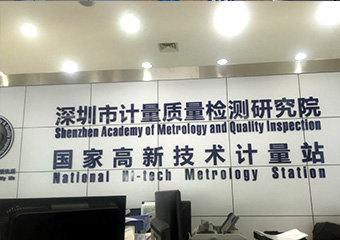 深圳市计量质量检测研究院
Shenzhen Academy of Metrology and Quality Inspection
国家高新技术计量站
National Hi-tech Metrology Station